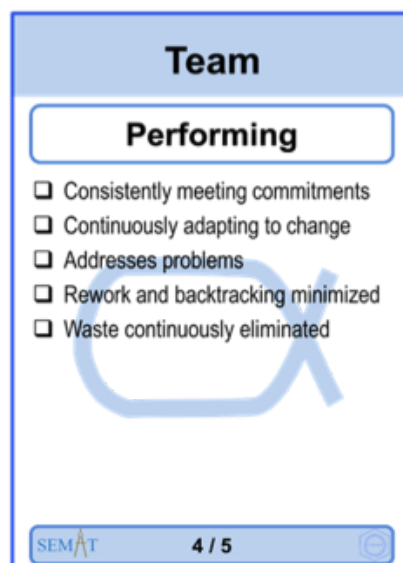 Team
Performing
❑ Consistently meeting commitments
❑ Continuously adapting to change
❑ Addresses problems
❑ Rework and backtracking minimized
❑ Waste continuously eliminated
SEMAT 4 / 5